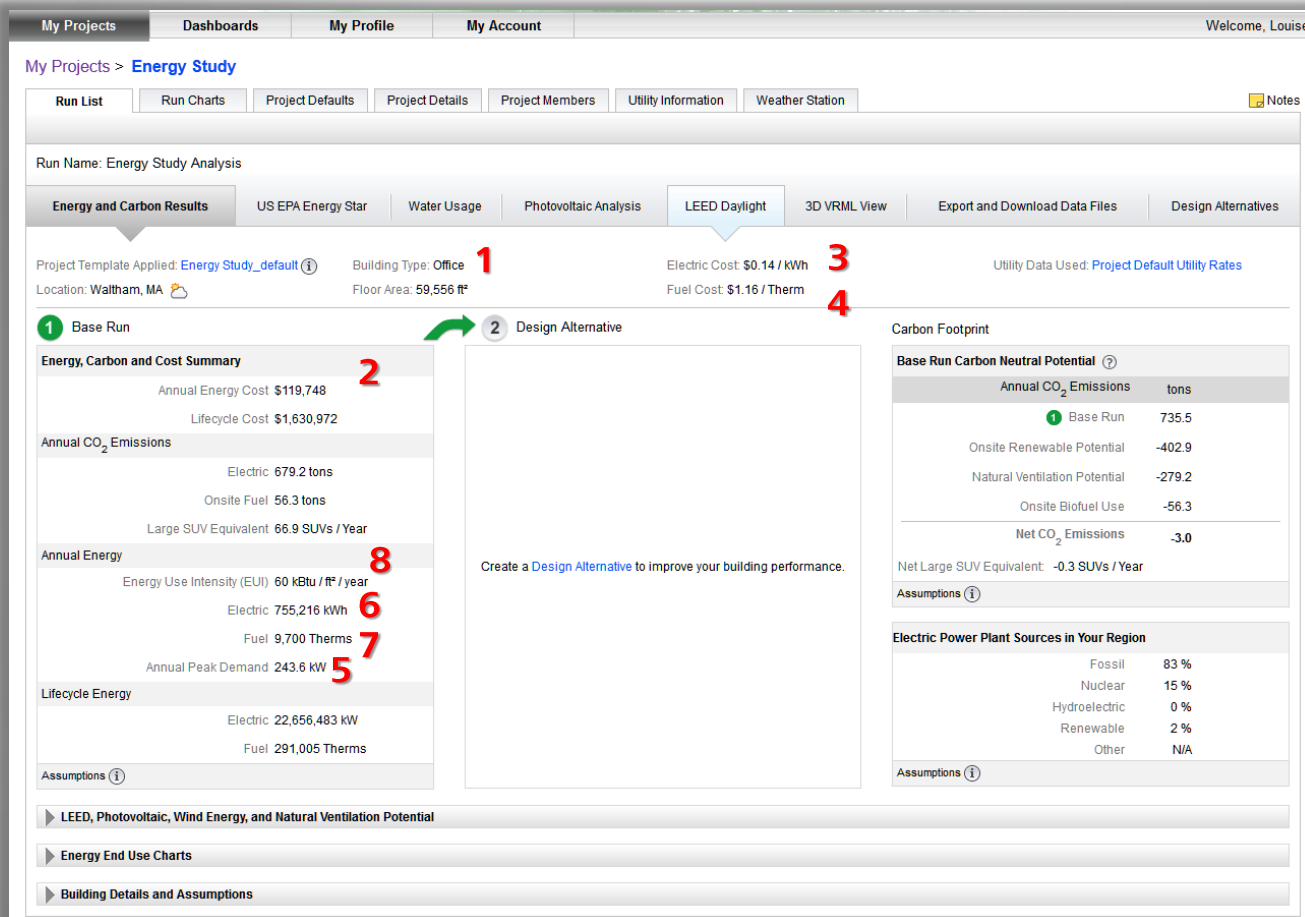 My Projects Dashboards My Profile My Account Welcome, Louise
My Projects > Energy Study
Run List Run Charts Project Defaults Project Details Project Members Utility Information Weather Station Notes
Run Name: Energy Study Analysis
Energy and Carbon Results US EPA Energy Star Water Usage Photovoltaic Analysis LEED Daylight 3D VRML View Export and Download Data Files Design Alternatives
Project Template Applied: Energy Study_default i Building Type: Office 1 Electric Cost: $0.14 / kWh 3 Utility Data Used: Project Default Utility Rates
Location: Waltham, MA Floor Area: 59,556 ft² Fuel Cost: $1.16 / Therm 4
1 Base Run
Energy, Carbon and Cost Summary
2
Annual Energy Cost $119,748
Lifecycle Cost $1,630,972
Annual CO2 Emissions
Electric 679.2 tons
Onsite Fuel 56.3 tons
Large SUV Equivalent 66.9 SUVs / Year
Annual Energy
8
Energy Use Intensity (EUI) 60 kBtu / ft² / year
Electric 755,216 kWh 6
Fuel 9,700 Therms 7
Annual Peak Demand 243.6 kW 5
Lifecycle Energy
Electric 22,656,483 kW
Fuel 291,005 Therms
Assumptions i
2 Design Alternative
Create a Design Alternative to improve your building performance.
Carbon Footprint
Base Run Carbon Neutral Potential ?
Annual CO2 Emissions tons
1 Base Run 735.5
Onsite Renewable Potential -402.9
Natural Ventilation Potential -279.2
Onsite Biofuel Use -56.3
Net CO2 Emissions -3.0
Net Large SUV Equivalent: -0.3 SUVs / Year
Assumptions i
Electric Power Plant Sources in Your Region
Fossil 83 %
Nuclear 15 %
Hydroelectric 0 %
Renewable 2 %
Other N/A
Assumptions i
LEED, Photovoltaic, Wind Energy, and Natural Ventilation Potential
Energy End Use Charts
Building Details and Assumptions